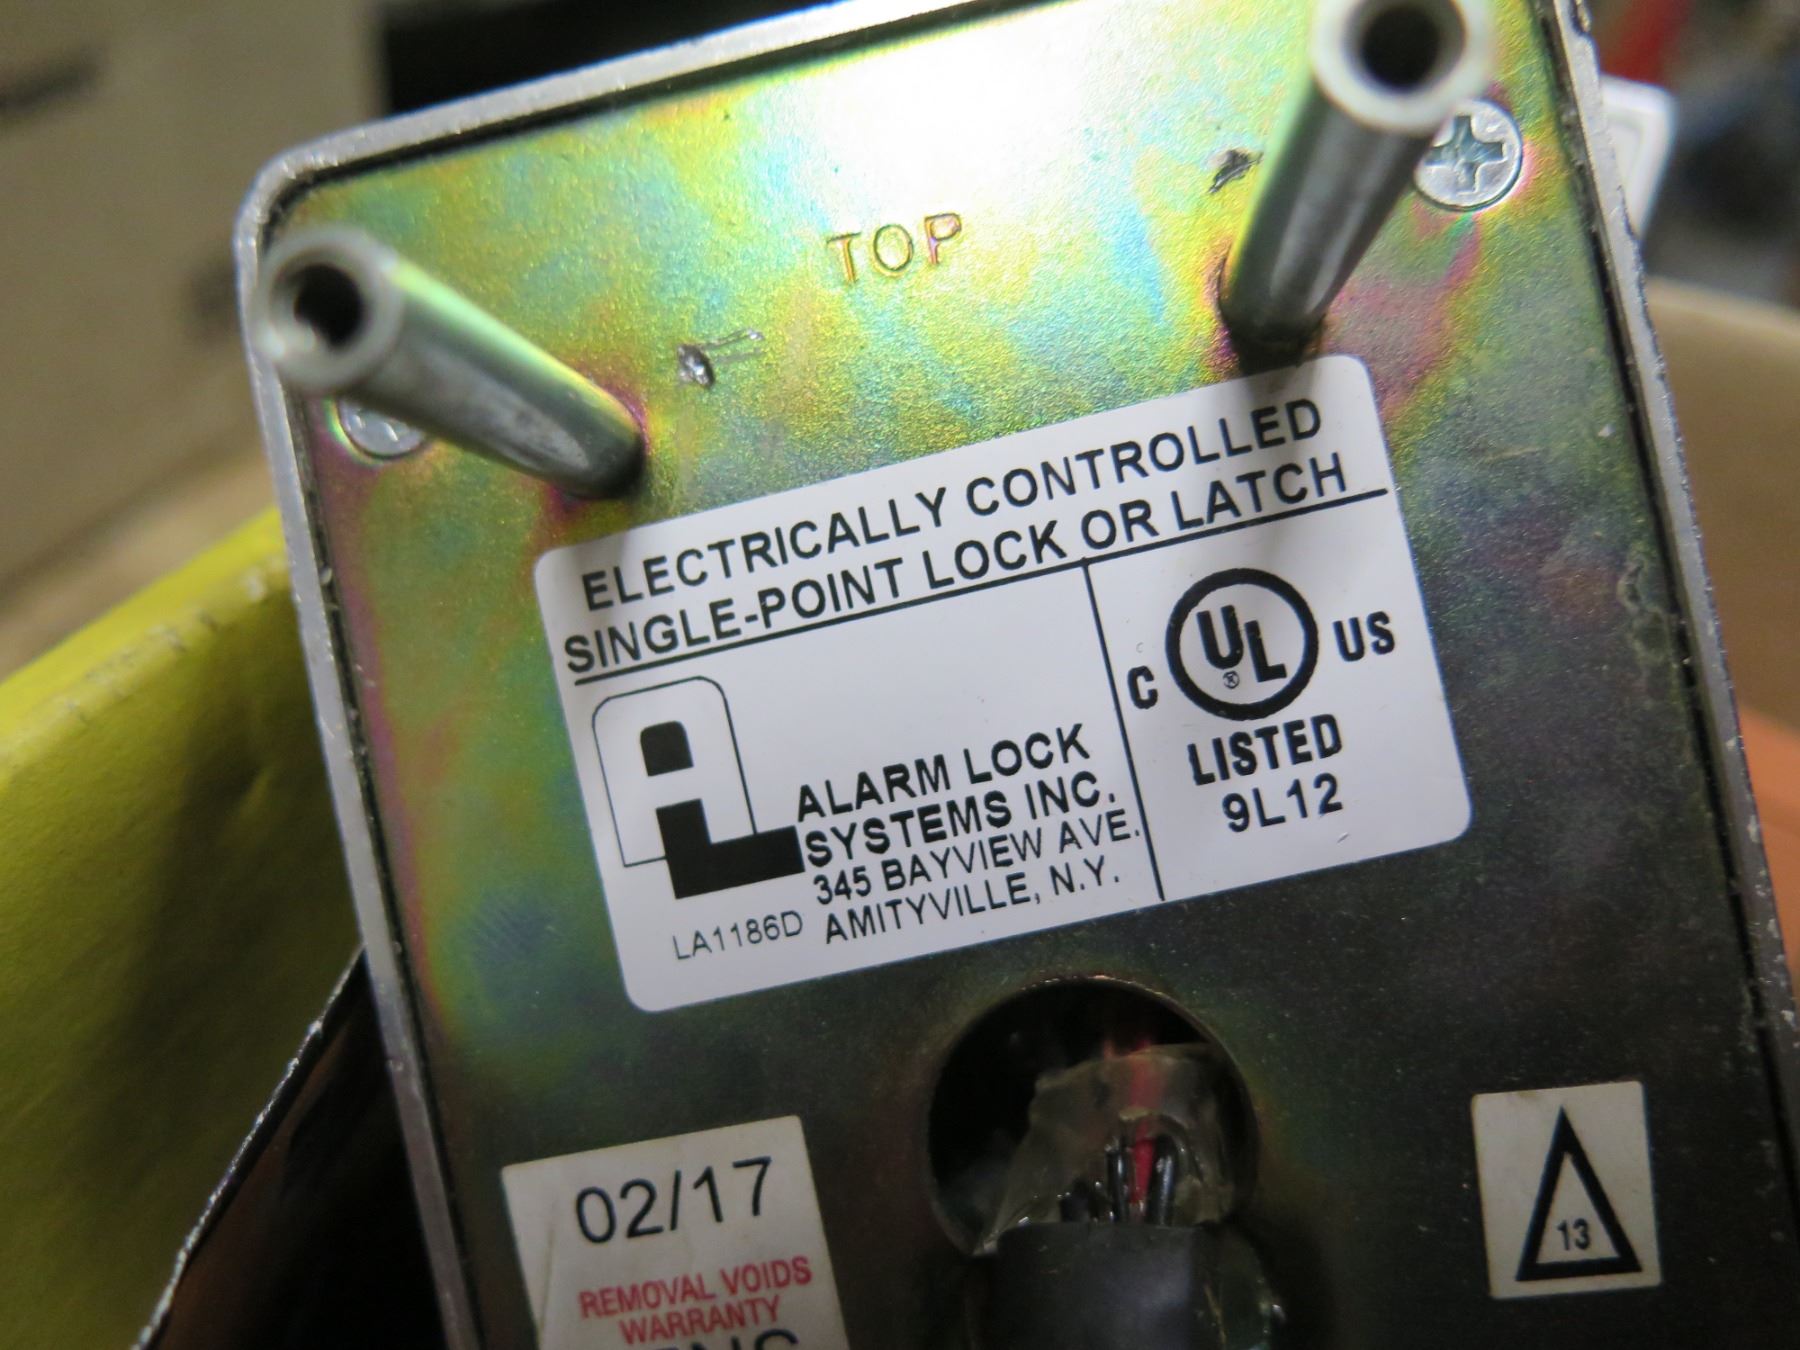 TOP
ELECTRICALLY CONTROLLED
SINGLE-POINT LOCK OR LATCH
AL
ALARM LOCK
SYSTEMS INC.
345 BAYVIEW AVE.
AMITYVILLE, N.Y.
LA1186D
C UL® US
LISTED
9L12
02/17
REMOVAL VOIDS
WARRANTY
13